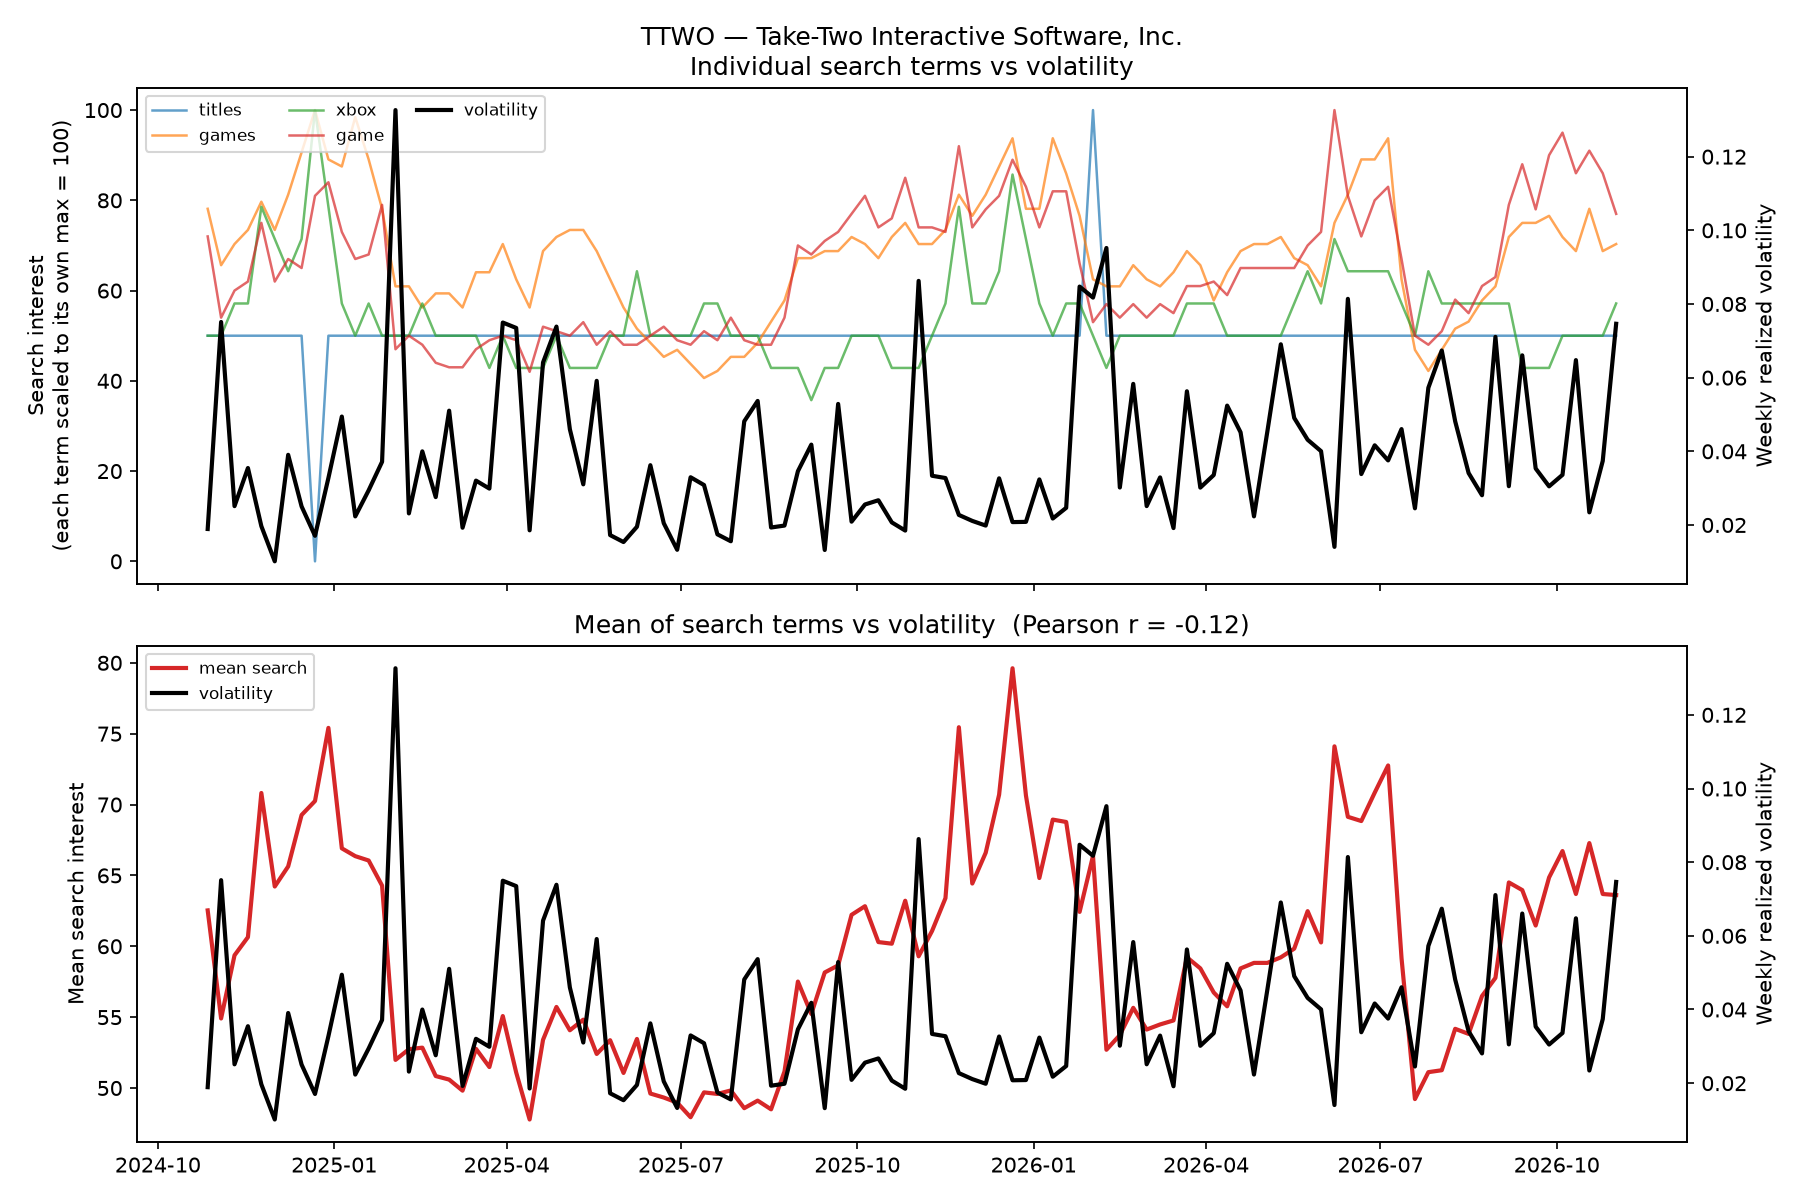 TTWO — Take-Two Interactive Software, Inc.
Individual search terms vs volatility
titles
games
xbox
game
volatility
Search interest
(each term scaled to its own max = 100)
100
80
60
40
20
0
Weekly realized volatility
0.12
0.10
0.08
0.06
0.04
0.02
Mean of search terms vs volatility (Pearson r = -0.12)
mean search
volatility
Mean search interest
80
75
70
65
60
55
50
Weekly realized volatility
0.12
0.10
0.08
0.06
0.04
0.02
2024-10
2025-01
2025-04
2025-07
2025-10
2026-01
2026-04
2026-07
2026-10